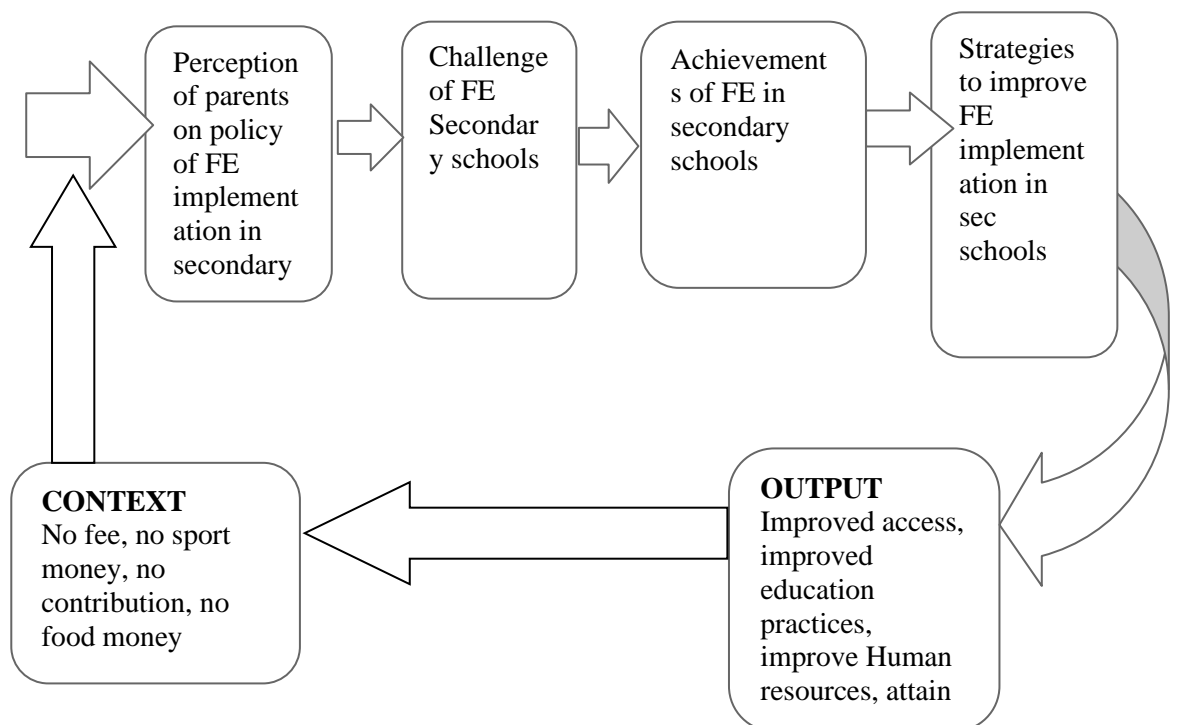 Perception
of parents
on policy
of FE
implement
ation in
secondary
Challenge
of FE
Secondar
y schools
Achievement
s of FE in
secondary
schools
Strategies
to improve
FE
implement
ation in
sec
schools
CONTEXT
No fee, no sport
money, no
contribution, no
food money
OUTPUT
Improved access,
improved
education
practices,
improve Human
resources, attain